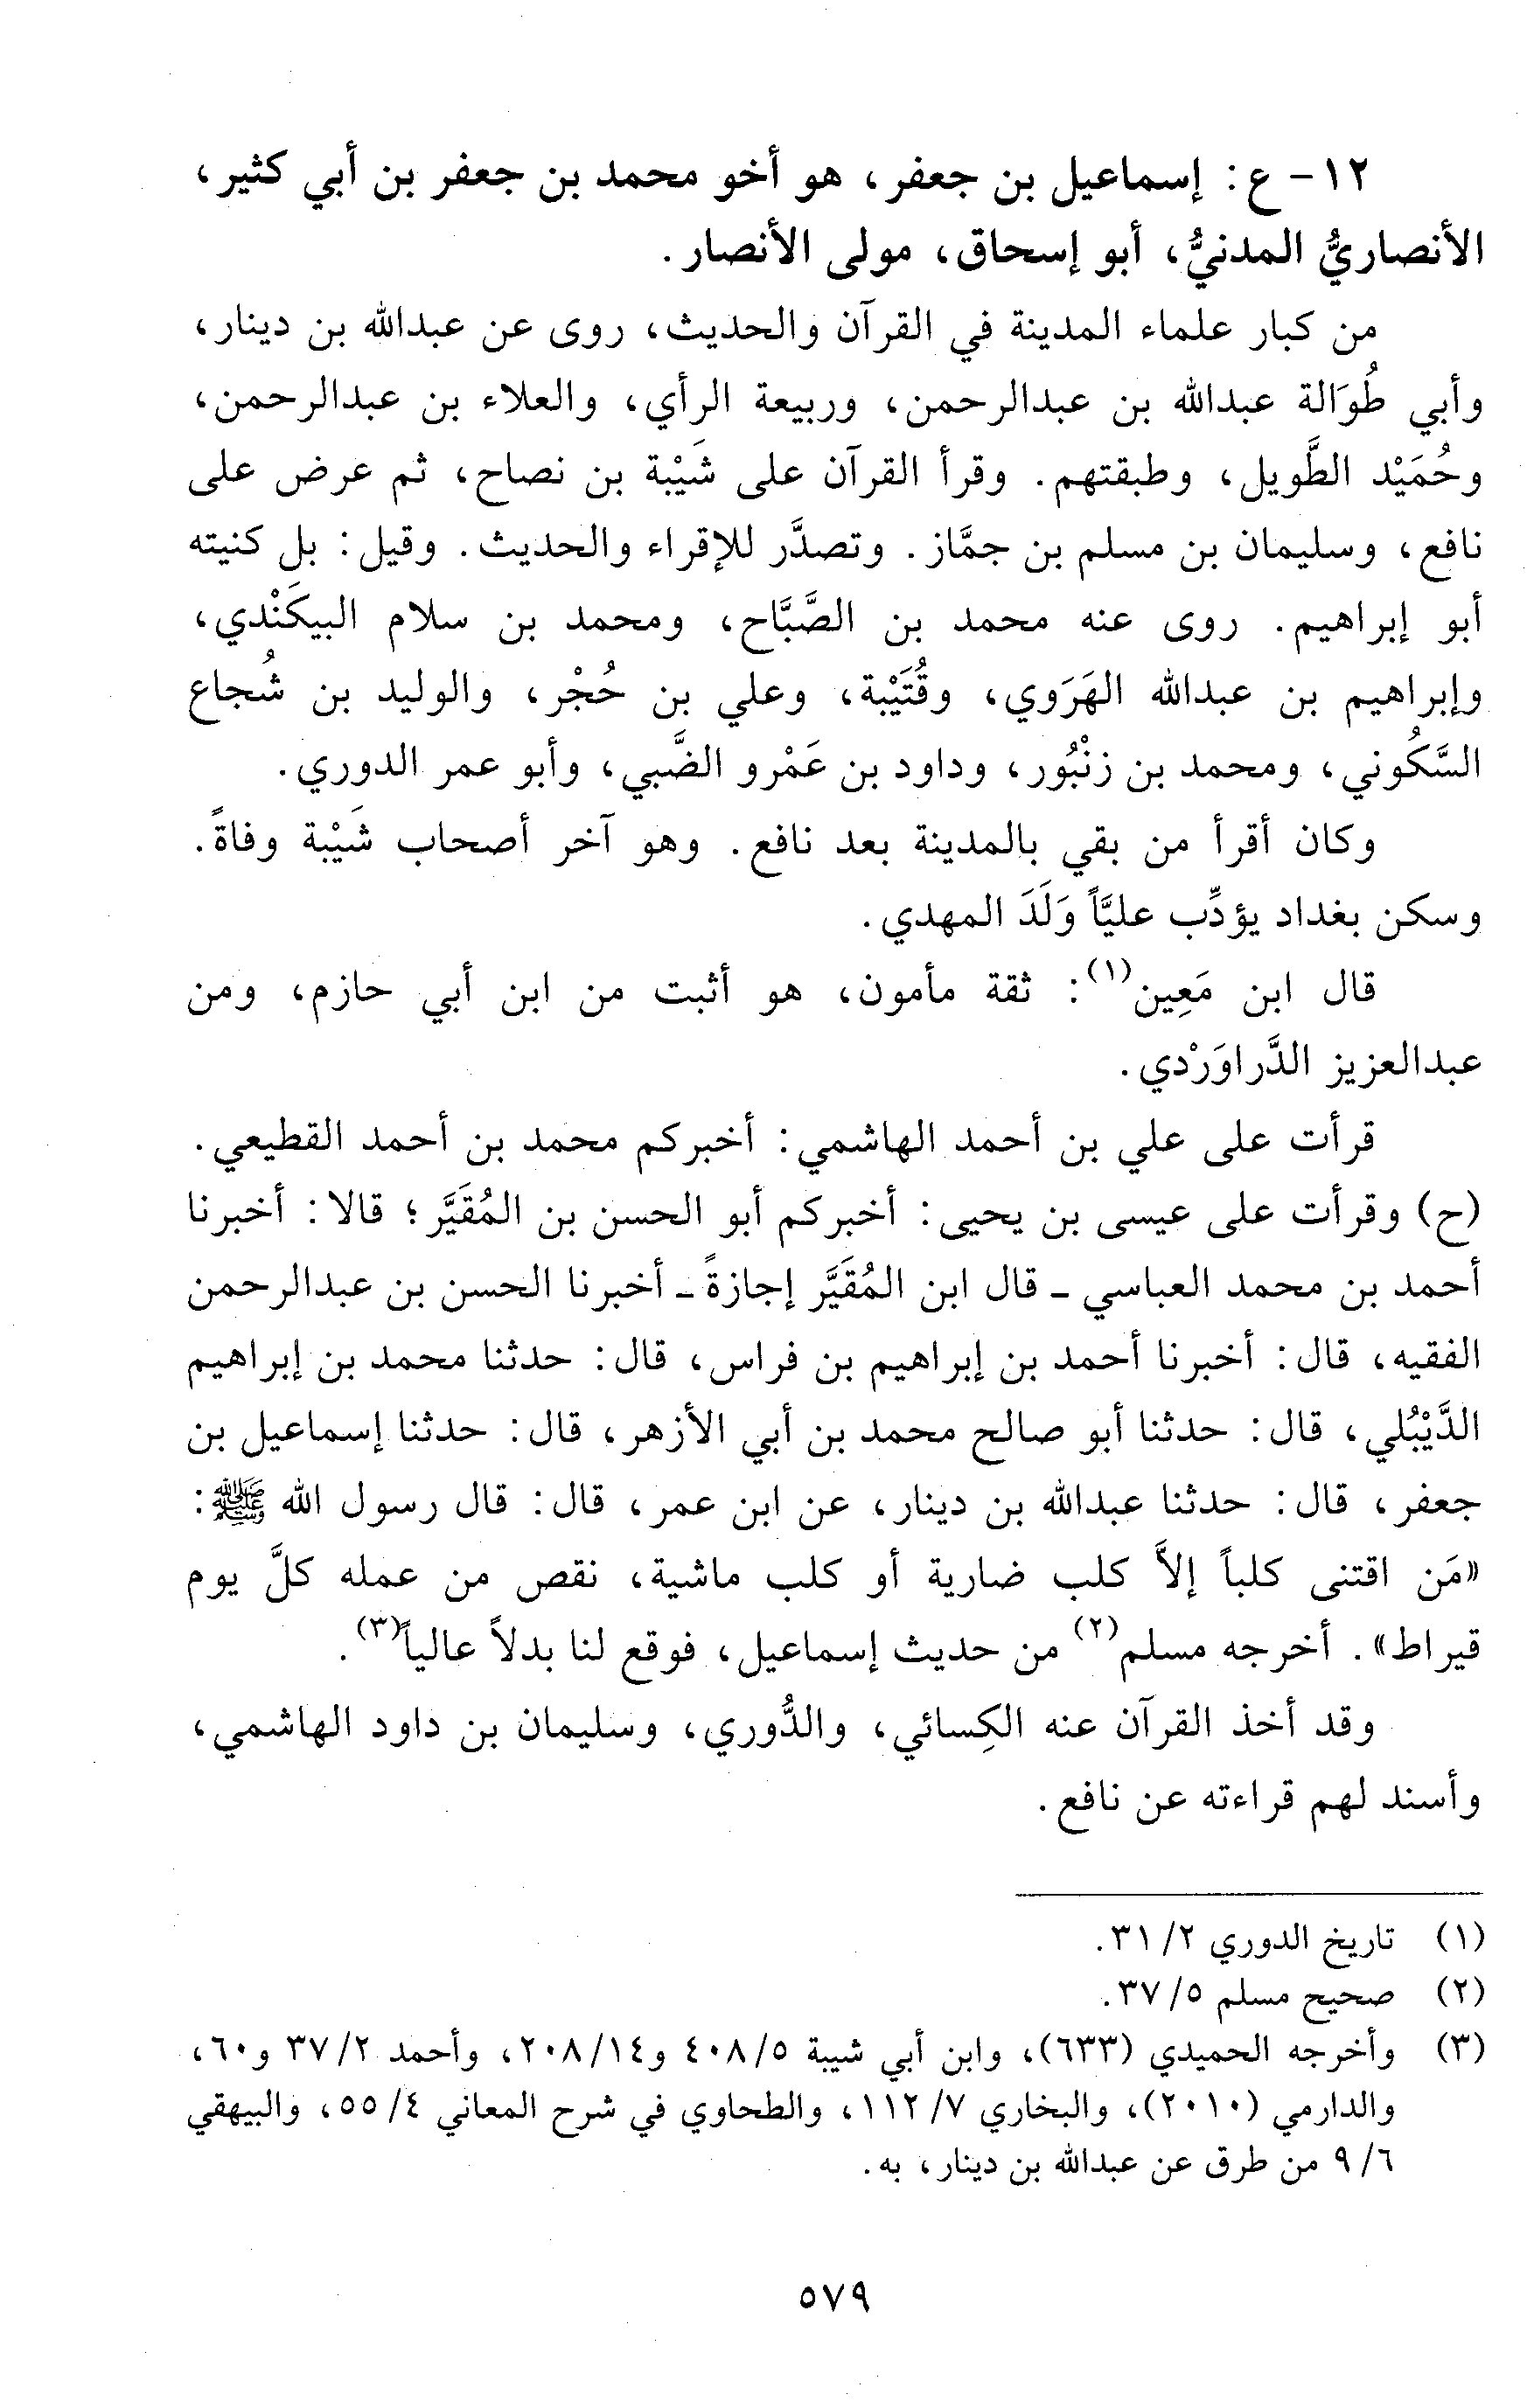 ١٢- ع: إسماعيل بن جعفر، هو أخو محمد بن جعفر بن أبي كثير،
الأنصاريُّ المدنيُّ، أبو إسحاق، مولى الأنصار.
من كبار علماء المدينة في القرآن والحديث، روى عن عبدالله بن دينار،
وأبي طُوَالة عبدالله بن عبدالرحمن، وربيعة الرأي، والعلاء بن عبدالرحمن،
وحُمَيْد الطَّويل، وطبقتهم. وقرأ القرآن على شَيْبة بن نصاح، ثم عرض على
نافع، وسليمان بن مسلم بن جمَّاز. وتصدَّر للإقراء والحديث. وقيل: بل كنيته
أبو إبراهيم. روى عنه محمد بن الصَّبَّاح، ومحمد بن سلام البيكَنْدي،
وإبراهيم بن عبدالله الهَرَوي، وقُتَيْبة، وعلي بن حُجْر، والوليد بن شُجاع
السَّكُوني، ومحمد بن زنْبُور، وداود بن عَمْرو الضَّبي، وأبو عمر الدوري.
وكان أقرأ من بقي بالمدينة بعد نافع. وهو آخر أصحاب شَيْبة وفاةً.
وسكن بغداد يؤدِّب عليَّاً وَلَدَ المهدي.
قال ابن مَعِين(١): ثقة مأمون، هو أثبت من ابن أبي حازم، ومن
عبدالعزيز الدَّراوَرْدي.
قرأت على علي بن أحمد الهاشمي: أخبركم محمد بن أحمد القطيعي.
(ح) وقرأت على عيسى بن يحيى: أخبركم أبو الحسن بن المُقَيَّر؛ قالا: أخبرنا
أحمد بن محمد العباسي - قال ابن المُقَيَّر إجازةً - أخبرنا الحسن بن عبدالرحمن
الفقيه، قال: أخبرنا أحمد بن إبراهيم بن فراس، قال: حدثنا محمد بن إبراهيم
الدَّيْبُلي، قال: حدثنا أبو صالح محمد بن أبي الأزهر، قال: حدثنا إسماعيل بن
جعفر، قال: حدثنا عبدالله بن دينار، عن ابن عمر، قال: قال رسول الله ﷺ:
«مَن اقتنى كلباً إلاَّ كلب ضارية أو كلب ماشية، نقص من عمله كلَّ يوم
قيراط». أخرجه مسلم(٢) من حديث إسماعيل، فوقع لنا بدلاً عالياً(٣).
وقد أخذ القرآن عنه الكِسائي، والدُّوري، وسليمان بن داود الهاشمي،
وأسند لهم قراءته عن نافع.
(١) تاريخ الدوري ٢/ ٣١.
(٢) صحيح مسلم ٥/ ٣٧.
(٣) وأخرجه الحميدي (٦٣٣)، وابن أبي شيبة ٥/ ٤٠٨ و١٤/ ٢٠٨، وأحمد ٢/ ٣٧ و٦٠،
والدارمي (٢٠١٠)، والبخاري ٧/ ١١٢، والطحاوي في شرح المعاني ٤/ ٥٥، والبيهقي
٦/ ٩ من طرق عن عبدالله بن دينار، به.
٥٧٩